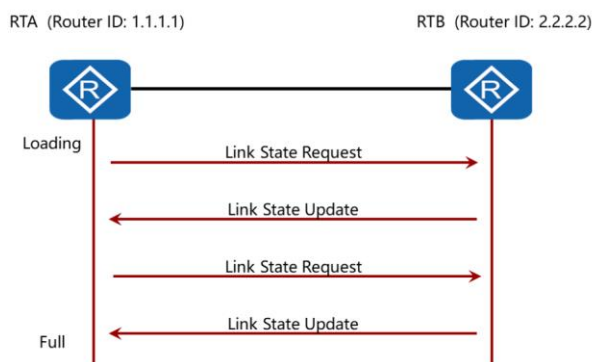 RTA (Router ID: 1.1.1.1) RTB (Router ID: 2.2.2.2)
R R
Loading
Link State Request
Link State Update
Link State Request
Link State Update
Full